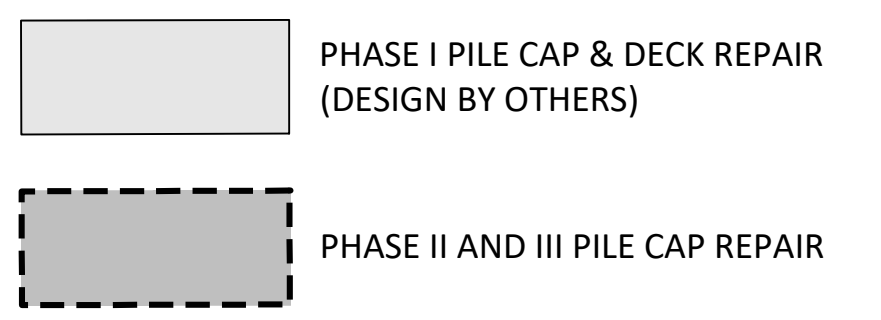 PHASE I PILE CAP & DECK REPAIR
(DESIGN BY OTHERS)
PHASE II AND III PILE CAP REPAIR